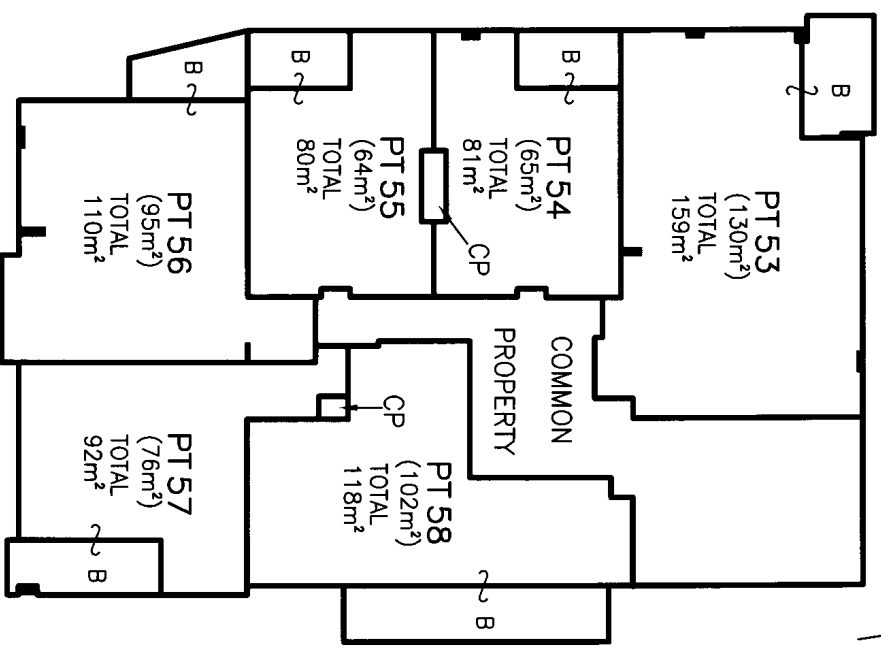 B
PT 53
(130m²)
TOTAL
159m²
B
PT 54
(65m²)
TOTAL
81m²
CP
B
PT 55
(64m²)
TOTAL
80m²
B
PT 56
(95m²)
TOTAL
110m²
COMMON
PROPERTY
CP
PT 58
(102m²)
TOTAL
118m²
B
PT 57
(76m²)
TOTAL
92m²
B